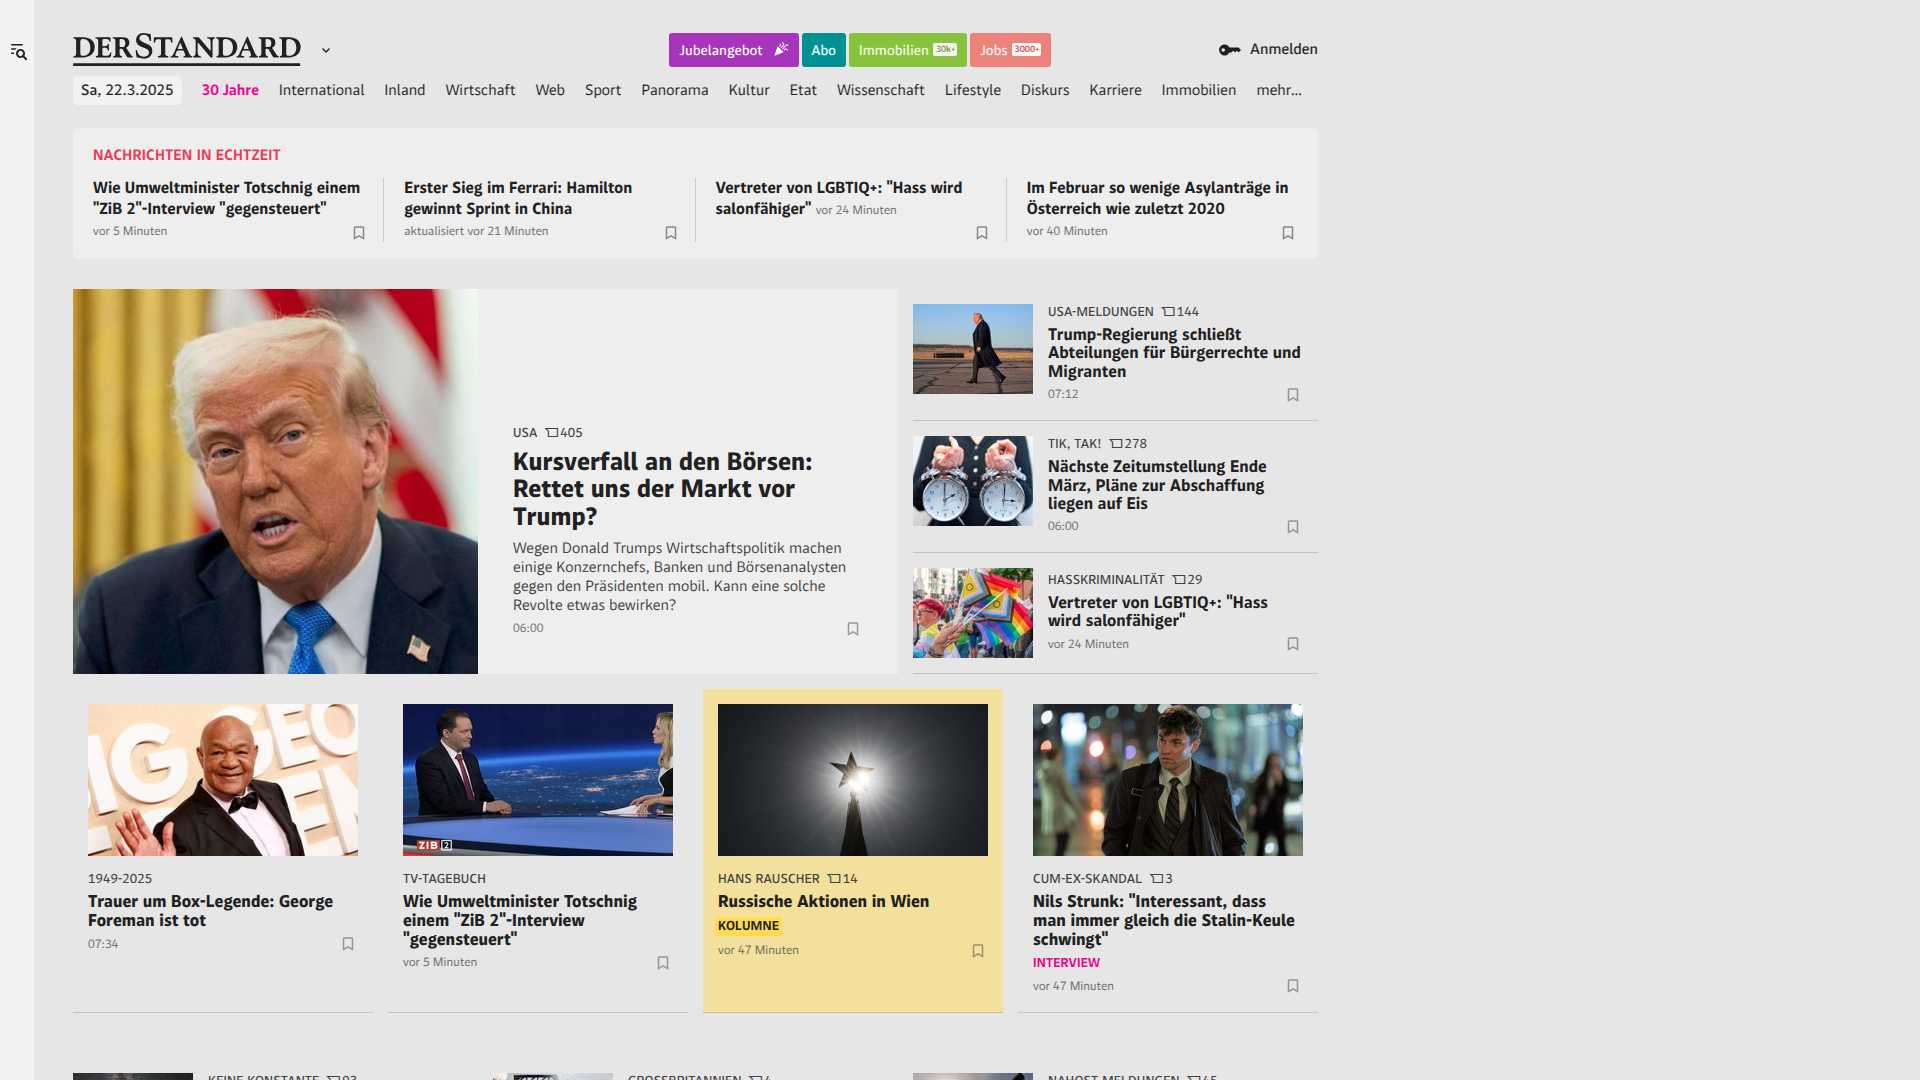 DERSTANDARD
Jubelangebot
Abo
Immobilien 30k+
Jobs 3000+
Anmelden
Sa, 22.3.2025
30 Jahre
International
Inland
Wirtschaft
Web
Sport
Panorama
Kultur
Etat
Wissenschaft
Lifestyle
Diskurs
Karriere
Immobilien
mehr...
NACHRICHTEN IN ECHTZEIT
Wie Umweltminister Totschnig einem
"ZiB 2"-Interview "gegensteuert"
vor 5 Minuten
Erster Sieg im Ferrari: Hamilton
gewinnt Sprint in China
aktualisiert vor 21 Minuten
Vertreter von LGBTIQ+: "Hass wird
salonfähiger" vor 24 Minuten
Im Februar so wenige Asylanträge in
Österreich wie zuletzt 2020
vor 40 Minuten
USA 405
Kursverfall an den Börsen:
Rettet uns der Markt vor
Trump?
Wegen Donald Trumps Wirtschaftspolitik machen
einige Konzernchefs, Banken und Börsenanalysten
gegen den Präsidenten mobil. Kann eine solche
Revolte etwas bewirken?
06:00
USA-MELDUNGEN 144
Trump-Regierung schließt
Abteilungen für Bürgerrechte und
Migranten
07:12
TIK, TAK! 278
Nächste Zeitumstellung Ende
März, Pläne zur Abschaffung
liegen auf Eis
06:00
HASSKRIMINALITÄT 29
Vertreter von LGBTIQ+: "Hass
wird salonfähiger"
vor 24 Minuten
1949-2025
Trauer um Box-Legende: George
Foreman ist tot
07:34
ZIB 2
TV-TAGEBUCH
Wie Umweltminister Totschnig
einem "ZiB 2"-Interview
"gegensteuert"
vor 5 Minuten
HANS RAUSCHER 14
Russische Aktionen in Wien
KOLUMNE
vor 47 Minuten
CUM-EX-SKANDAL 3
Nils Strunk: "Interessant, dass
man immer gleich die Stalin-Keule
schwingt"
INTERVIEW
vor 47 Minuten
KEINE KONSTANTE 93
GROSSBRITANNIEN 4
NAHOST-MELDUNGEN 45